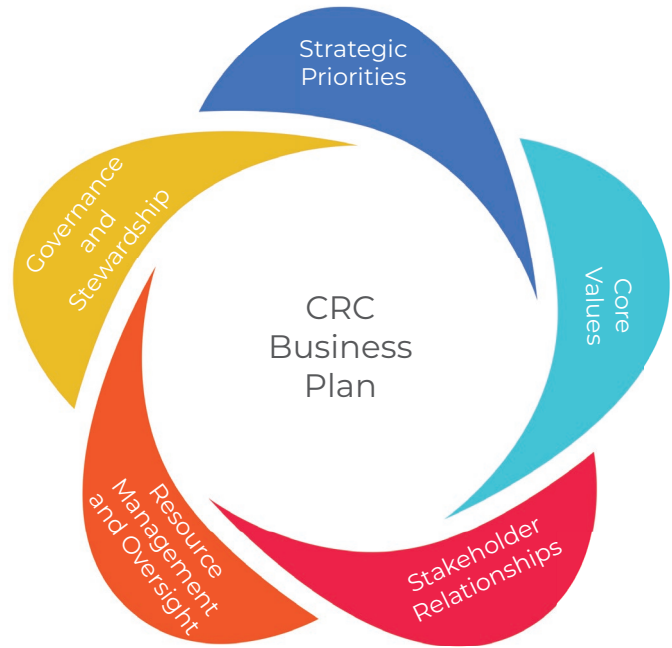 Strategic
Priorities
Core
Values
Stakeholder
Relationships
Resource
Management
and Oversight
Governance
and
Stewardship
CRC
Business
Plan